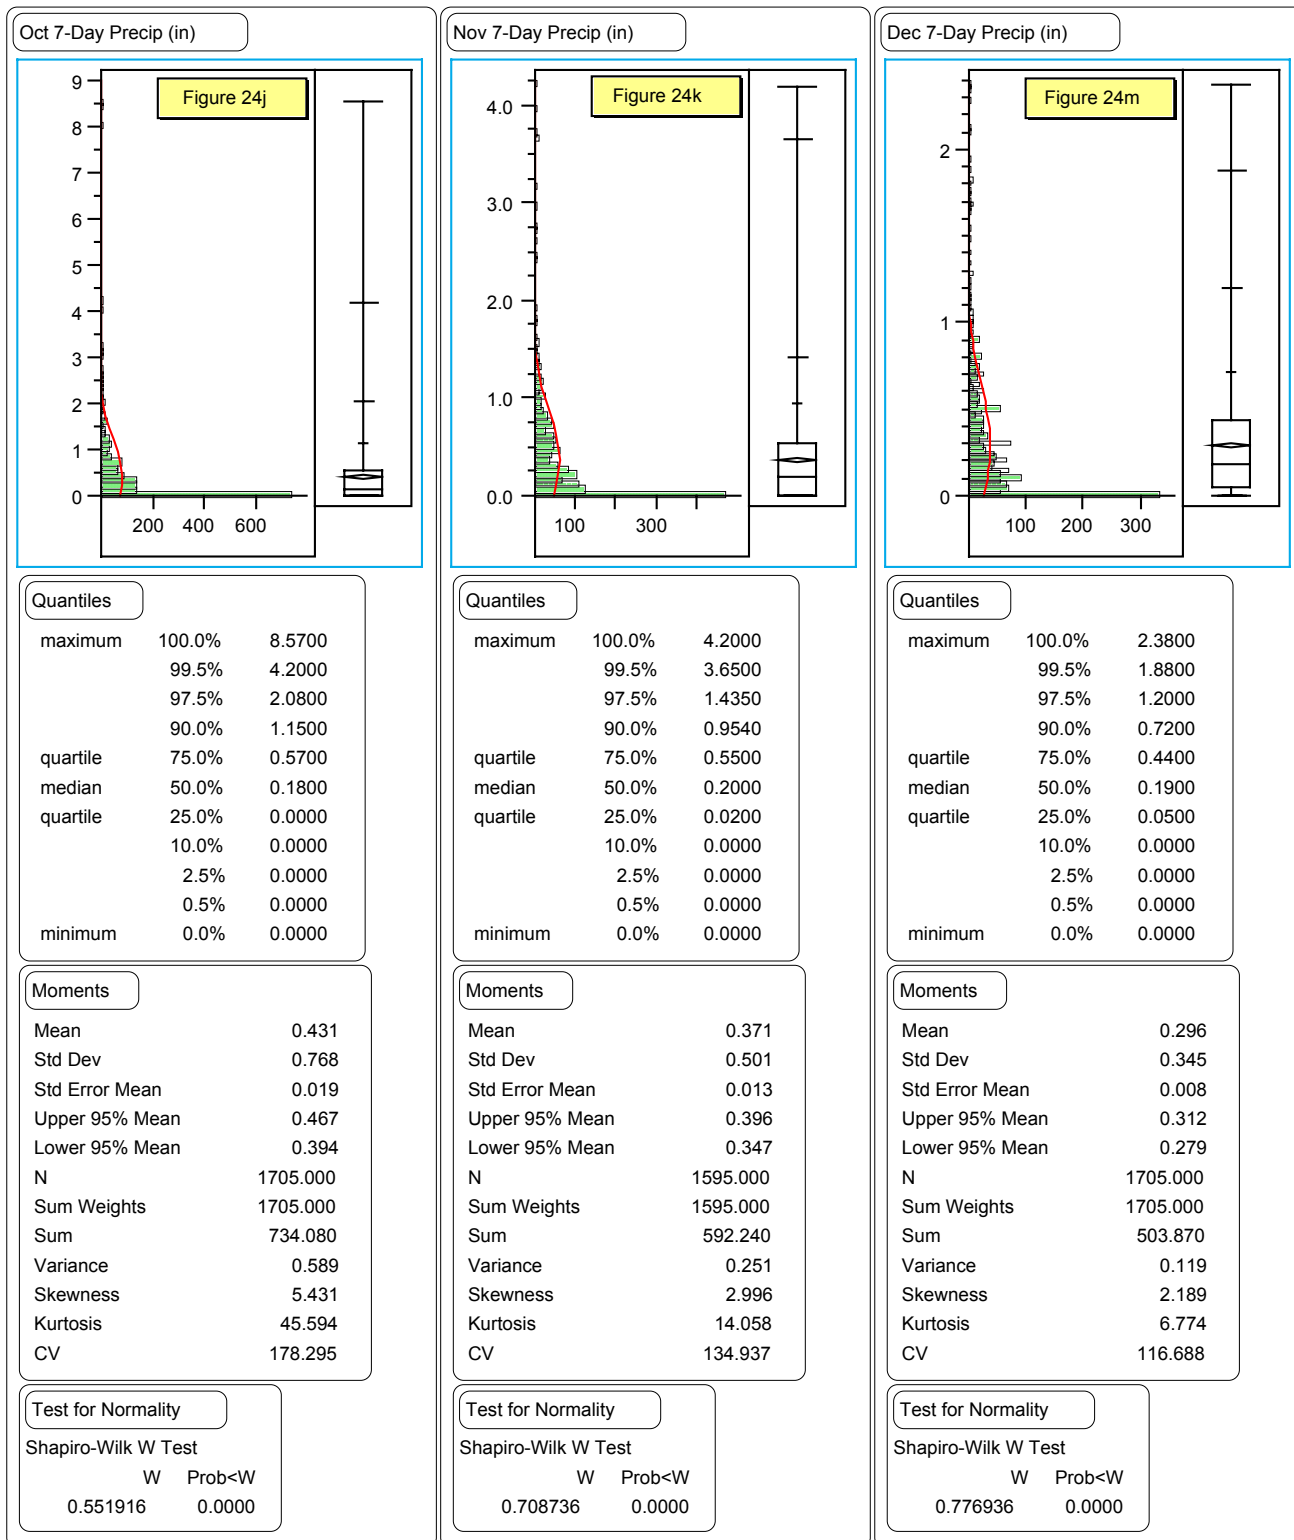 Oct 7-Day Precip (in)
Figure 24j
9
8
7
6
5
4
3
2
1
0
200 400 600
Quantiles
maximum 100.0% 8.5700
99.5% 4.2000
97.5% 2.0800
90.0% 1.1500
quartile 75.0% 0.5700
median 50.0% 0.1800
quartile 25.0% 0.0000
10.0% 0.0000
2.5% 0.0000
0.5% 0.0000
minimum 0.0% 0.0000
Moments
Mean 0.431
Std Dev 0.768
Std Error Mean 0.019
Upper 95% Mean 0.467
Lower 95% Mean 0.394
N 1705.000
Sum Weights 1705.000
Sum 734.080
Variance 0.589
Skewness 5.431
Kurtosis 45.594
CV 178.295
Test for Normality
Shapiro-Wilk W Test
W Prob<W
0.551916 0.0000
Nov 7-Day Precip (in)
Figure 24k
4.0
3.0
2.0
1.0
0.0
100 300
Quantiles
maximum 100.0% 4.2000
99.5% 3.6500
97.5% 1.4350
90.0% 0.9540
quartile 75.0% 0.5500
median 50.0% 0.2000
quartile 25.0% 0.0200
10.0% 0.0000
2.5% 0.0000
0.5% 0.0000
minimum 0.0% 0.0000
Moments
Mean 0.371
Std Dev 0.501
Std Error Mean 0.013
Upper 95% Mean 0.396
Lower 95% Mean 0.347
N 1595.000
Sum Weights 1595.000
Sum 592.240
Variance 0.251
Skewness 2.996
Kurtosis 14.058
CV 134.937
Test for Normality
Shapiro-Wilk W Test
W Prob<W
0.708736 0.0000
Dec 7-Day Precip (in)
Figure 24m
2
1
0
100 200 300
Quantiles
maximum 100.0% 2.3800
99.5% 1.8800
97.5% 1.2000
90.0% 0.7200
quartile 75.0% 0.4400
median 50.0% 0.1900
quartile 25.0% 0.0500
10.0% 0.0000
2.5% 0.0000
0.5% 0.0000
minimum 0.0% 0.0000
Moments
Mean 0.296
Std Dev 0.345
Std Error Mean 0.008
Upper 95% Mean 0.312
Lower 95% Mean 0.279
N 1705.000
Sum Weights 1705.000
Sum 503.870
Variance 0.119
Skewness 2.189
Kurtosis 6.774
CV 116.688
Test for Normality
Shapiro-Wilk W Test
W Prob<W
0.776936 0.0000